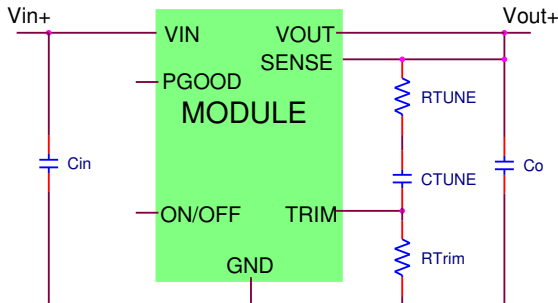 Vin+
Vout+
VIN
VOUT
SENSE
PGOOD
RTUNE
MODULE
Cin
CTUNE
Co
ON/OFF
TRIM
GND
RTrim